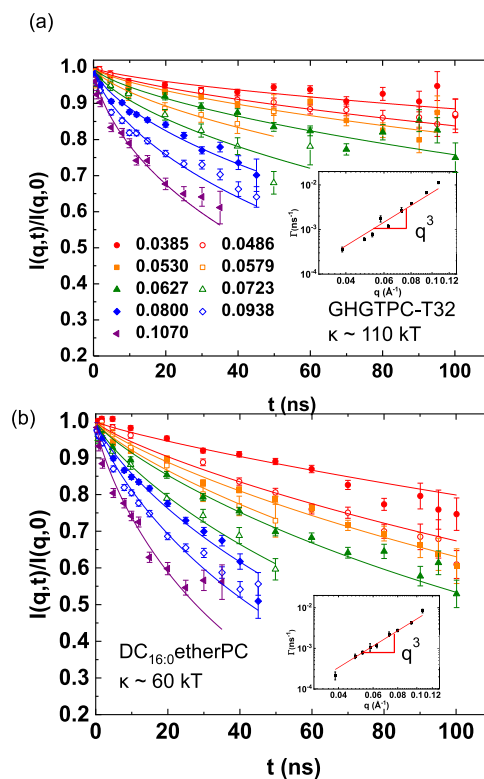 (a)
1.0
0.9
0.8
0.7
0.6
0.5
0.4
0.3
0.2
I(q,t)/I(q,0)
0.0385 0.0486
0.0530 0.0579
0.0627 0.0723
0.0800 0.0938
0.1070
10⁻²
10⁻³
10⁻⁴
Γ(ns⁻¹)
q³
0.04 0.06 0.08 0.10 0.12
q (Å⁻¹)
GHGTPC-T32
κ ~ 110 kT
0 20 40 60 80 100
t (ns)
(b)
1.0
0.9
0.8
0.7
0.6
0.5
0.4
0.3
0.2
I(q,t)/I(q,0)
DC16:0etherPC
κ ~ 60 kT
10⁻²
10⁻³
10⁻⁴
Γ(ns⁻¹)
q³
0.04 0.06 0.08 0.10 0.12
q (Å⁻¹)
0 20 40 60 80 100
t (ns)